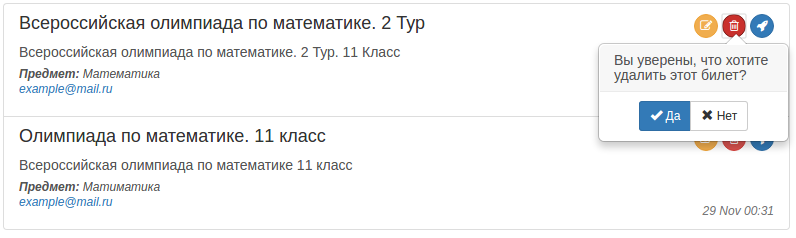 Всероссийская олимпиада по математике. 2 Тур
Всероссийская олимпиада по математике. 2 Тур. 11 Класс
Предмет: Математика
example@mail.ru
Вы уверены, что хотите
удалить этот билет?
Да
Нет
Олимпиада по математике. 11 класс
Всероссийская олимпиада по математике 11 класс
Предмет: Матиматика
example@mail.ru
29 Nov 00:31